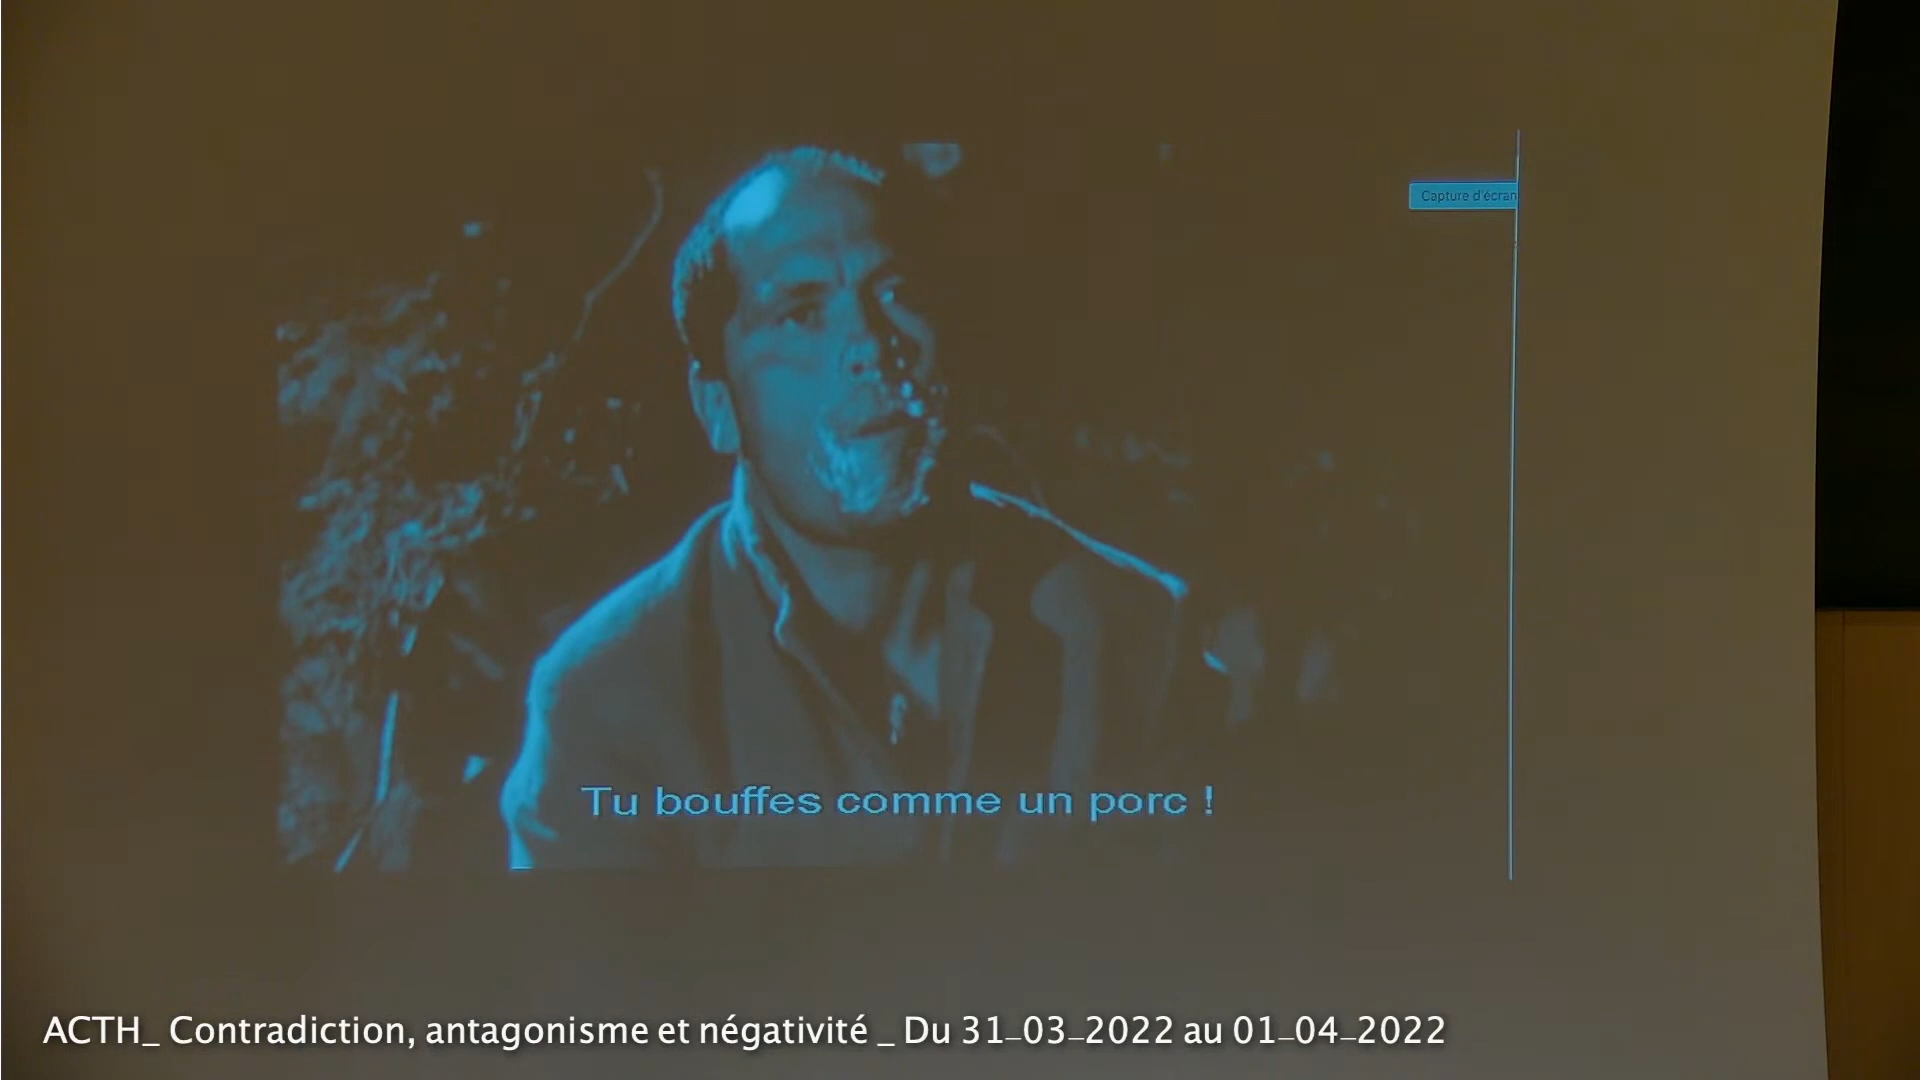 Capture d'écran
Tu bouffes comme un porc !
ACTH_ Contradiction, antagonisme et négativité _ Du 31-03-2022 au 01-04-2022